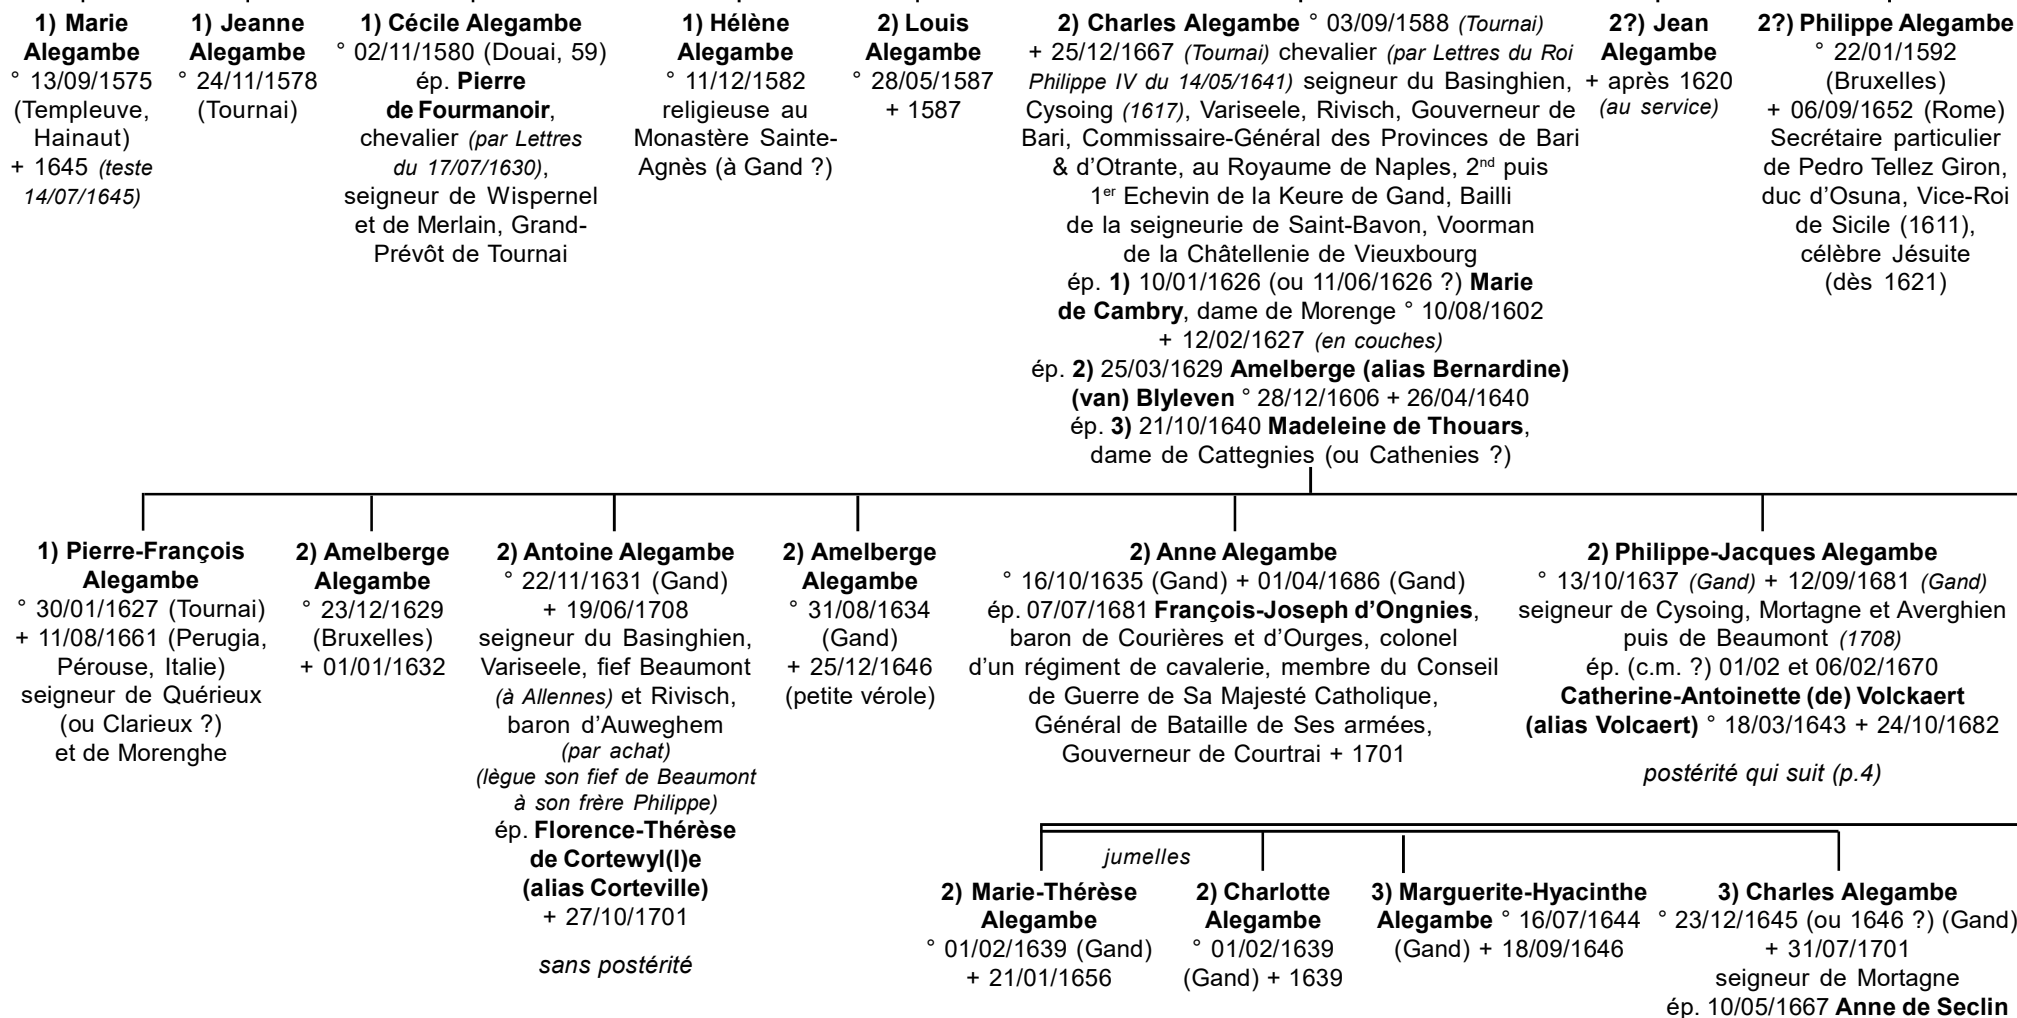 1) Marie
Alegambe
° 13/09/1575
(Templeuve,
Hainaut)
+ 1645 (teste
14/07/1645)
1) Jeanne
Alegambe
° 24/11/1578
(Tournai)
1) Cécile Alegambe
° 02/11/1580 (Douai, 59)
ép. Pierre
de Fourmanoir,
chevalier (par Lettres
du 17/07/1630),
seigneur de Wispernel
et de Merlain, Grand-
Prévôt de Tournai
1) Hélène
Alegambe
° 11/12/1582
religieuse au
Monastère Sainte-
Agnès (à Gand ?)
2) Louis
Alegambe
° 28/05/1587
+ 1587
2) Charles Alegambe ° 03/09/1588 (Tournai)
+ 25/12/1667 (Tournai) chevalier (par Lettres du Roi
Philippe IV du 14/05/1641) seigneur du Basinghien,
Cysoing (1617), Variseele, Rivisch, Gouverneur de
Bari, Commissaire-Général des Provinces de Bari
& d'Otrante, au Royaume de Naples, 2nd puis
1er Echevin de la Keure de Gand, Bailli
de la seigneurie de Saint-Bavon, Voorman
de la Châtellenie de Vieuxbourg
ép. 1) 10/01/1626 (ou 11/06/1626 ?) Marie
de Cambry, dame de Morenge ° 10/08/1602
+ 12/02/1627 (en couches)
ép. 2) 25/03/1629 Amelberge (alias Bernardine)
(van) Blyleven ° 28/12/1606 + 26/04/1640
ép. 3) 21/10/1640 Madeleine de Thouars,
dame de Cattegnies (ou Cathenies ?)
2?) Jean
Alegambe
+ après 1620
(au service)
2?) Philippe Alegambe
° 22/01/1592
(Bruxelles)
+ 06/09/1652 (Rome)
Secrétaire particulier
de Pedro Tellez Giron,
duc d'Osuna, Vice-Roi
de Sicile (1611),
célèbre Jésuite
(dès 1621)
1) Pierre-François
Alegambe
° 30/01/1627 (Tournai)
+ 11/08/1661 (Perugia,
Pérouse, Italie)
seigneur de Quérieux
(ou Clarieux ?)
et de Morenghe
2) Amelberge
Alegambe
° 23/12/1629
(Bruxelles)
+ 01/01/1632
2) Antoine Alegambe
° 22/11/1631 (Gand)
+ 19/06/1708
seigneur du Basinghien,
Variseele, fief Beaumont
(à Allennes) et Rivisch,
baron d'Auweghem
(par achat)
(lègue son fief de Beaumont
à son frère Philippe)
ép. Florence-Thérèse
de Cortewyl(l)e
(alias Corteville)
+ 27/10/1701
sans postérité
2) Amelberge
Alegambe
° 31/08/1634
(Gand)
+ 25/12/1646
(petite vérole)
2) Anne Alegambe
° 16/10/1635 (Gand) + 01/04/1686 (Gand)
ép. 07/07/1681 François-Joseph d'Ongnies,
baron de Courières et d'Ourges, colonel
d'un régiment de cavalerie, membre du Conseil
de Guerre de Sa Majesté Catholique,
Général de Bataille de Ses armées,
Gouverneur de Courtrai + 1701
2) Philippe-Jacques Alegambe
° 13/10/1637 (Gand) + 12/09/1681 (Gand)
seigneur de Cysoing, Mortagne et Averghien
puis de Beaumont (1708)
ép. (c.m. ?) 01/02 et 06/02/1670
Catherine-Antoinette (de) Volckaert
(alias Volcaert) ° 18/03/1643 + 24/10/1682
postérité qui suit (p.4)
jumelles
2) Marie-Thérèse
Alegambe
° 01/02/1639 (Gand)
+ 21/01/1656
2) Charlotte
Alegambe
° 01/02/1639
(Gand) + 1639
3) Marguerite-Hyacinthe
Alegambe ° 16/07/1644
(Gand) + 18/09/1646
3) Charles Alegambe
° 23/12/1645 (ou 1646 ?) (Gand)
+ 31/07/1701
seigneur de Mortagne
ép. 10/05/1667 Anne de Seclin